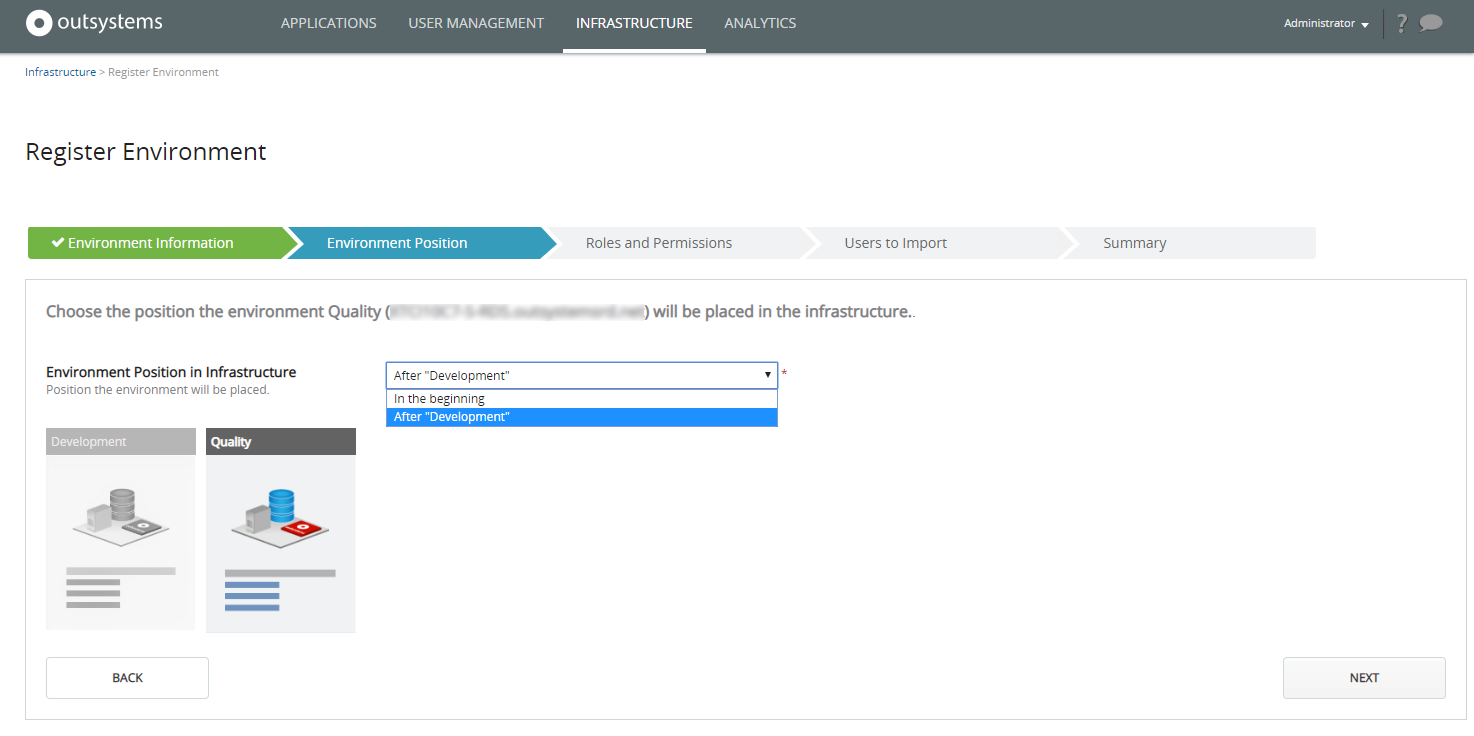 outsystems APPLICATIONS USER MANAGEMENT INFRASTRUCTURE ANALYTICS Administrator ?
Infrastructure > Register Environment
Register Environment
Environment Information Environment Position Roles and Permissions Users to Import Summary
Choose the position the environment Quality ( ) will be placed in the infrastructure..
Environment Position in Infrastructure
Position the environment will be placed.
After "Development" *
In the beginning
After "Development"
Development Quality
BACK NEXT